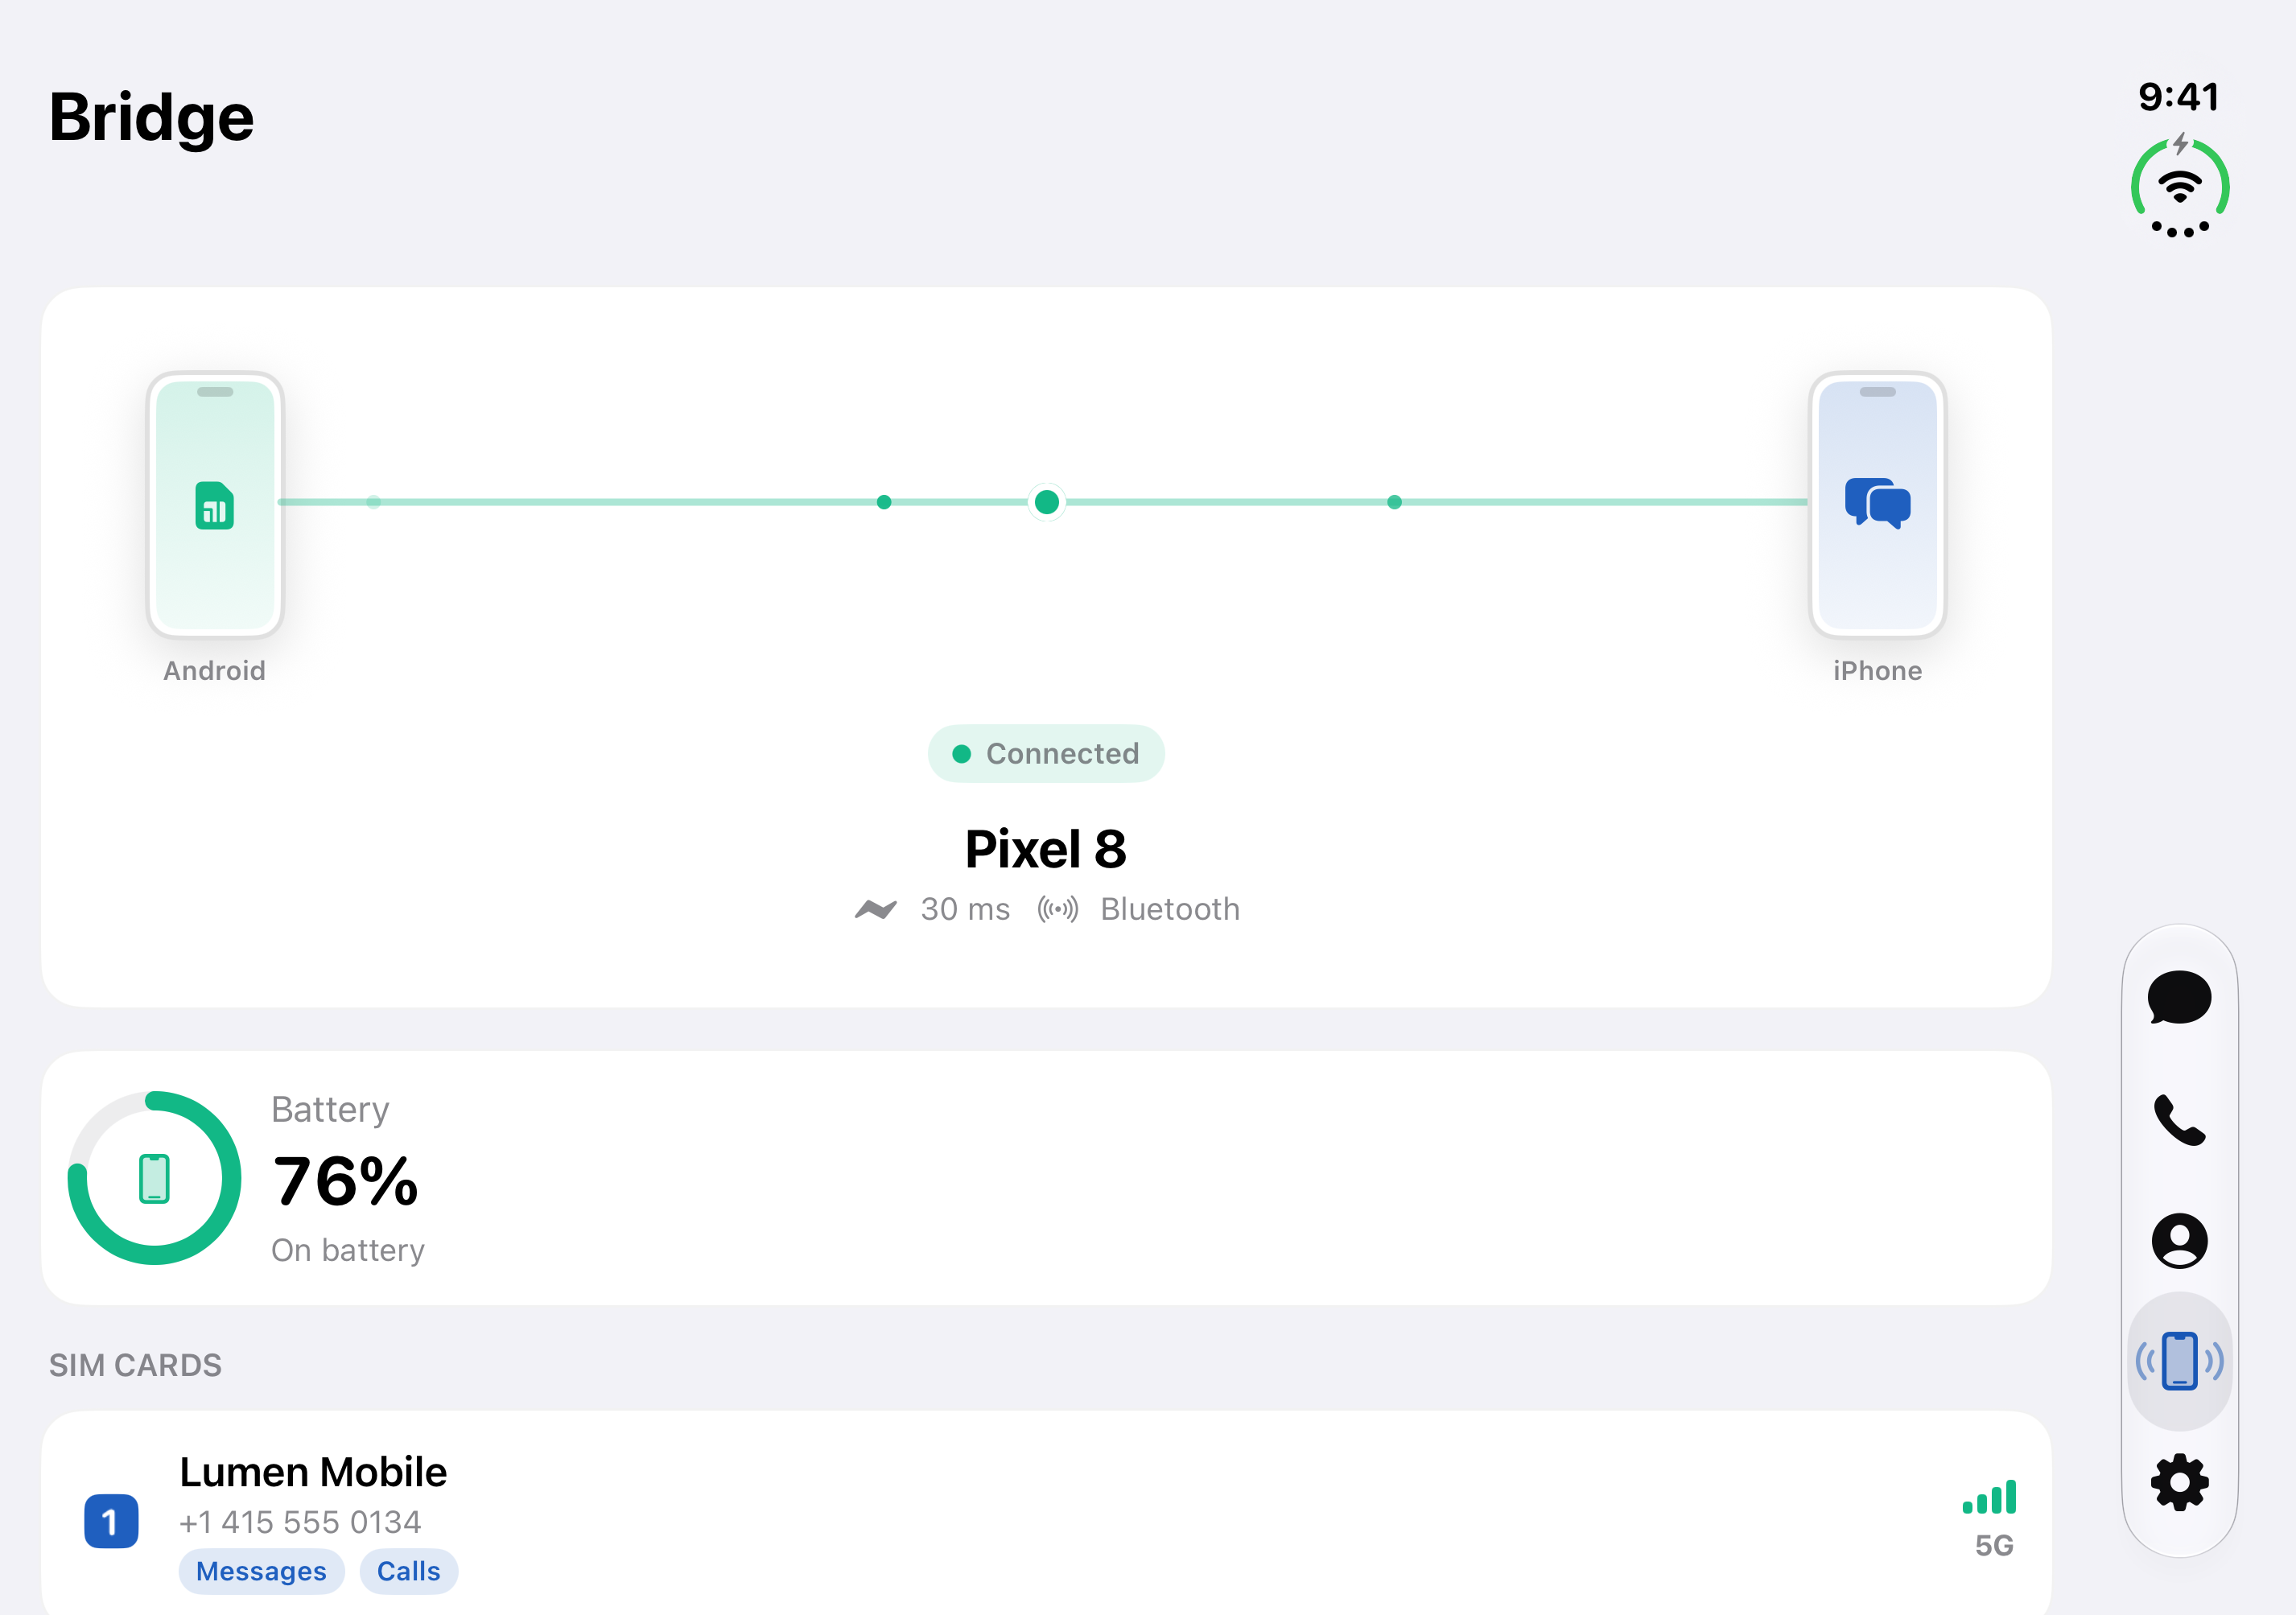 Bridge
9:41
Android
iPhone
Connected
Pixel 8
30 ms Bluetooth
Battery
76%
On battery
SIM CARDS
1
Lumen Mobile
+1 415 555 0134
Messages Calls
5G